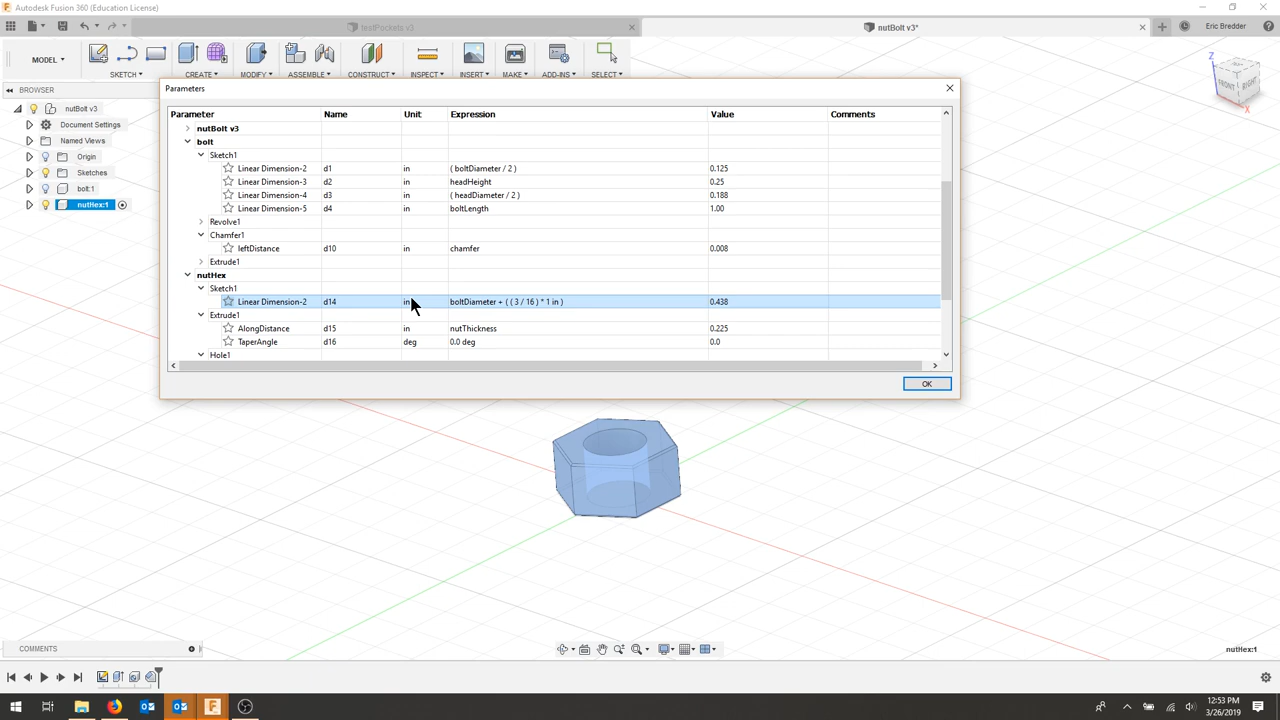 Autodesk Fusion 360 (Education License)
testPockets v3
nutBolt v3*
Eric Bredder
MODEL
SKETCH
CREATE
MODIFY
ASSEMBLE
CONSTRUCT
INSPECT
INSERT
MAKE
ADD-INS
SELECT
BROWSER
nutBolt v3
Document Settings
Named Views
Origin
Sketches
bolt:1
nutHex:1
Parameters
Parameter Name Unit Expression Value Comments
nutBolt v3
bolt
Sketch1
Linear Dimension-2 d1 in ( boltDiameter / 2 ) 0.125
Linear Dimension-3 d2 in headHeight 0.25
Linear Dimension-4 d3 in ( headDiameter / 2 ) 0.188
Linear Dimension-5 d4 in boltLength 1.00
Revolve1
Chamfer1
leftDistance d10 in chamfer 0.008
Extrude1
nutHex
Sketch1
Linear Dimension-2 d14 in boltDiameter + ( ( 3 / 16 ) * 1 in ) 0.438
Extrude1
AlongDistance d15 in nutThickness 0.225
TaperAngle d16 deg 0.0 deg 0.0
Hole1
OK
Z
FRONT
RIGHT
X
COMMENTS
nutHex:1
12:53 PM
3/26/2019